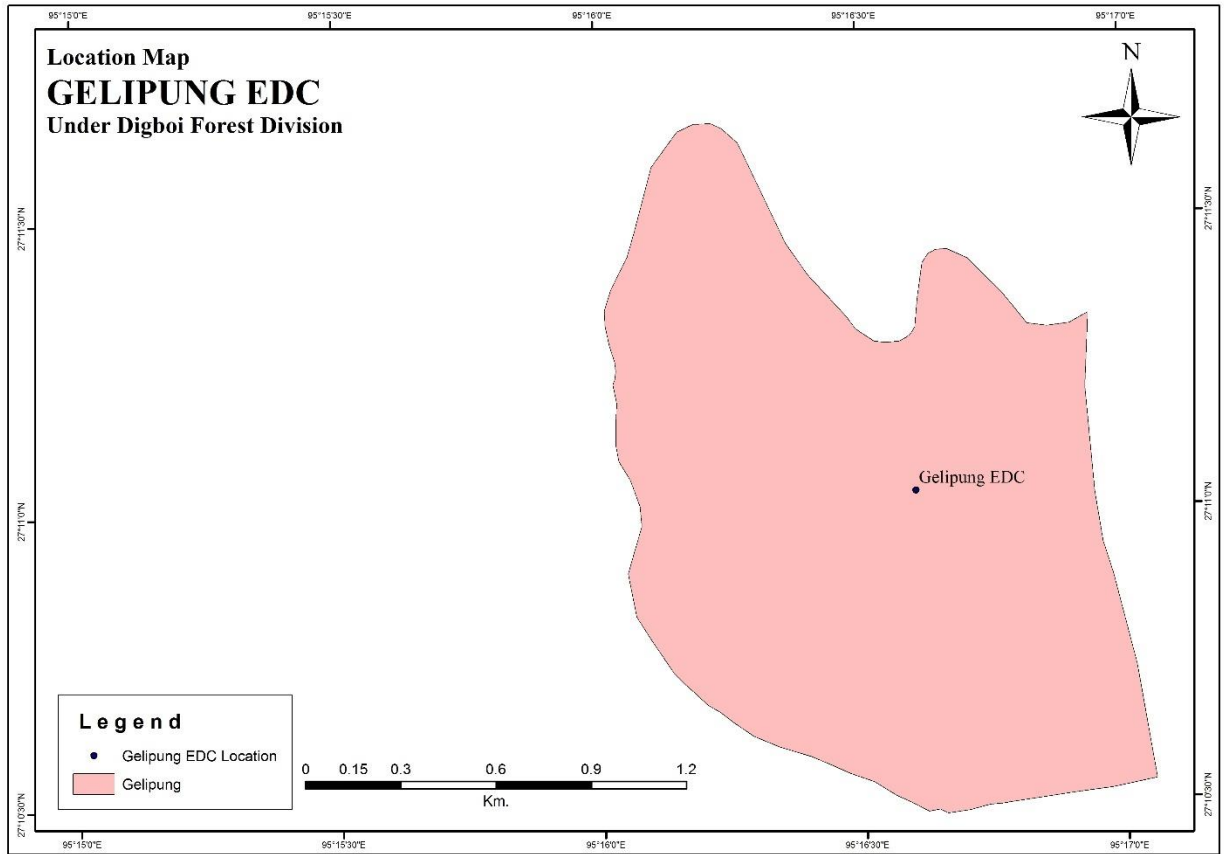 95°15'0"E 95°15'30"E 95°16'0"E 95°16'30"E 95°17'0"E
Location Map
GELIPUNG EDC
Under Digboi Forest Division
N
27°11'30"N 27°11'30"N
Gelipung EDC
27°11'0"N 27°11'0"N
Legend
Gelipung EDC Location
Gelipung
0 0.15 0.3 0.6 0.9 1.2
Km.
27°10'30"N 27°10'30"N
95°15'0"E 95°15'30"E 95°16'0"E 95°16'30"E 95°17'0"E